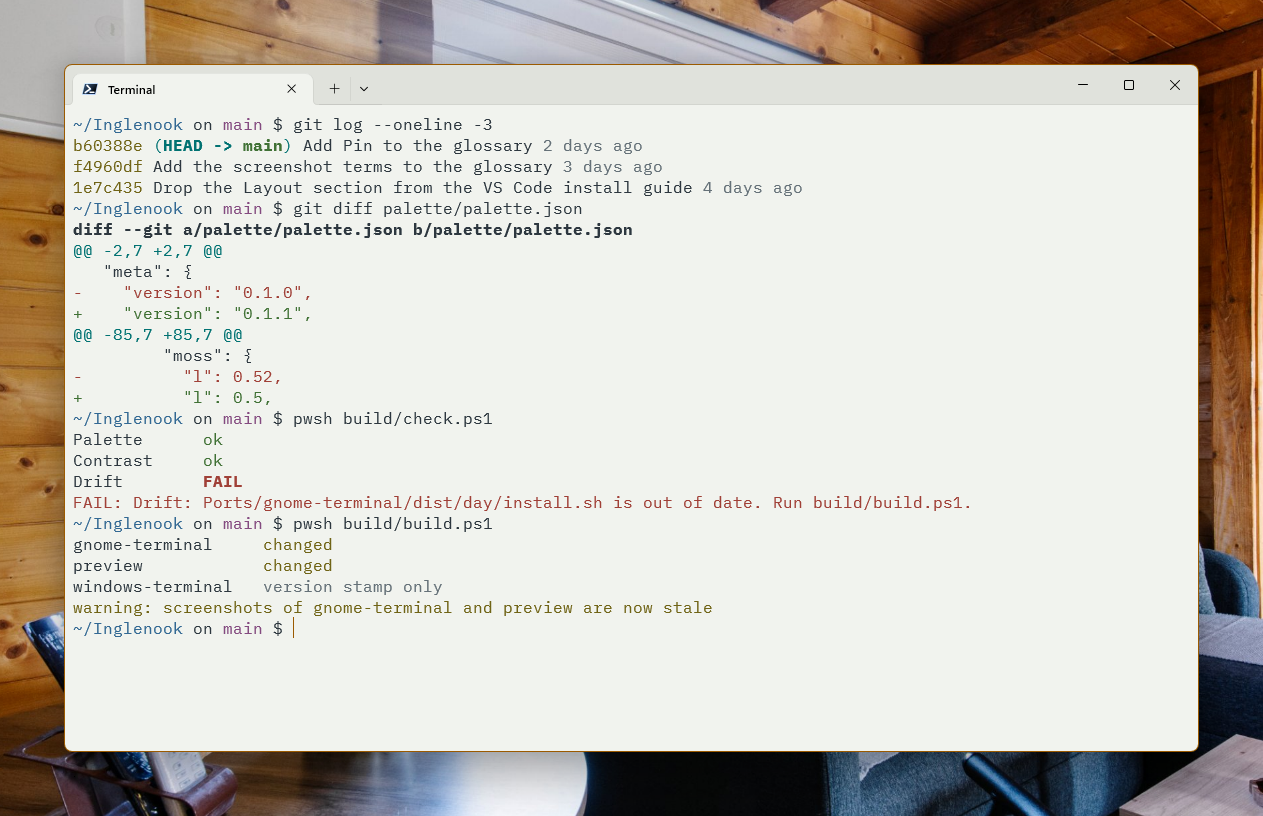 Terminal
~/Inglenook on main $ git log --oneline -3
b60388e (HEAD -> main) Add Pin to the glossary 2 days ago
f4960df Add the screenshot terms to the glossary 3 days ago
1e7c435 Drop the Layout section from the VS Code install guide 4 days ago
~/Inglenook on main $ git diff palette/palette.json
diff --git a/palette/palette.json b/palette/palette.json
@@ -2,7 +2,7 @@
   "meta": {
-    "version": "0.1.0",
+    "version": "0.1.1",
@@ -85,7 +85,7 @@
         "moss": {
-          "l": 0.52,
+          "l": 0.5,
~/Inglenook on main $ pwsh build/check.ps1
Palette      ok
Contrast     ok
Drift        FAIL
FAIL: Drift: Ports/gnome-terminal/dist/day/install.sh is out of date. Run build/build.ps1.
~/Inglenook on main $ pwsh build/build.ps1
gnome-terminal     changed
preview            changed
windows-terminal   version stamp only
warning: screenshots of gnome-terminal and preview are now stale
~/Inglenook on main $